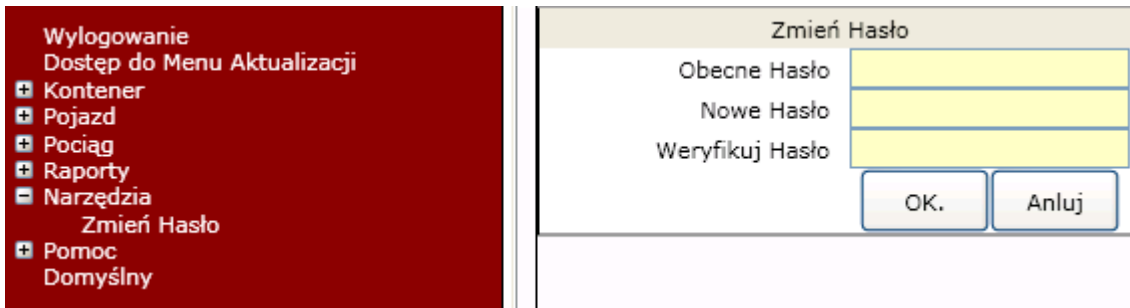 Wylogowanie
Dostęp do Menu Aktualizacji
Kontener
Pojazd
Pociąg
Raporty
Narzędzia
Zmień Hasło
Pomoc
Domyślny
Zmień Hasło
Obecne Hasło
Nowe Hasło
Weryfikuj Hasło
OK. Anluj